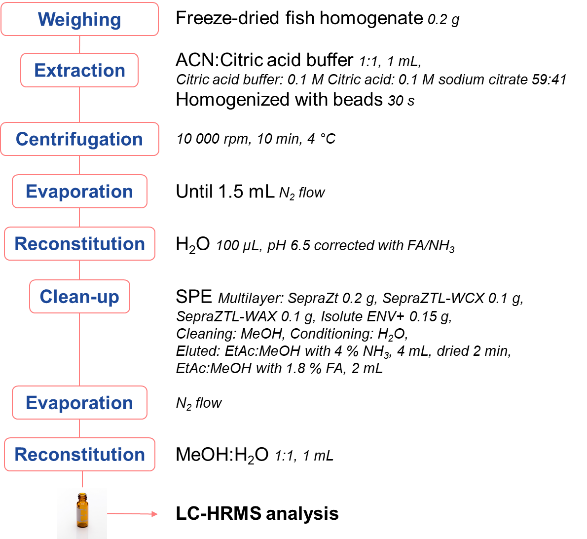 Weighing
Freeze-dried fish homogenate 0.2 g
Extraction
ACN:Citric acid buffer 1:1, 1 mL,
Citric acid buffer: 0.1 M Citric acid: 0.1 M sodium citrate 59:41
Homogenized with beads 30 s
Centrifugation
10 000 rpm, 10 min, 4 °C
Evaporation
Until 1.5 mL N₂ flow
Reconstitution
H₂O 100 µL, pH 6.5 corrected with FA/NH₃
Clean-up
SPE Multilayer: SepraZt 0.2 g, SepraZTL-WCX 0.1 g,
SepraZTL-WAX 0.1 g, Isolute ENV+ 0.15 g,
Cleaning: MeOH, Conditioning: H₂O,
Eluted: EtAc:MeOH with 4 % NH₃, 4 mL, dried 2 min,
EtAc:MeOH with 1.8 % FA, 2 mL
Evaporation
N₂ flow
Reconstitution
MeOH:H₂O 1:1, 1 mL
LC-HRMS analysis